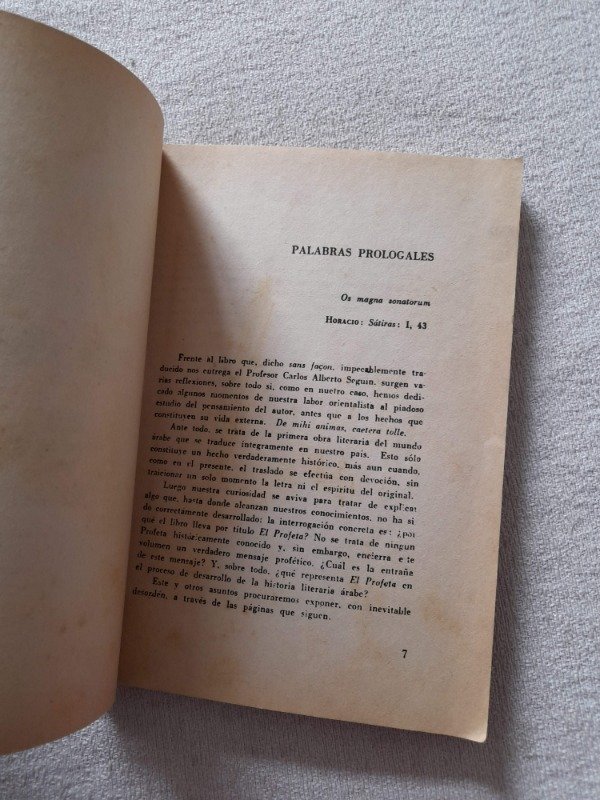 PALABRAS PROLOGALES
Os magna sonatorum
HORACIO: Sátiras: I, 43
Frente al libro que, dicho sans façon, impecablemente tra-
ducido nos entrega el Profesor Carlos Alberto Seguin, surgen
varias reflexiones, sobre todo si, como en nuestro caso, hemos dedi-
cado algunos momentos de nuestra labor orientalista al piadoso
estudio del pensamiento del autor, antes que a los hechos que
constituyen su vida externa. De mihi animas, caetera tolle.
Ante todo, se trata de la primera obra literaria del mundo
árabe que se traduce íntegramente en nuestro país. Esto sólo
constituye un hecho verdaderamente histórico, más aun cuando,
como en el presente, el traslado se efectúa con devoción, sin
traicionar un solo momento la letra ni el espíritu del original.
Luego nuestra curiosidad se aviva para tratar de explicar
algo que, hasta donde alcanzan nuestros conocimientos, no ha si
do correctamente desarrollado; la interrogación concreta es: ¿por
qué el libro lleva por título El Profeta? No se trata de ningún
Profeta históricamente conocido y, sin embargo, encierra e te
volumen un verdadero mensaje profético. ¿Cuál es la entraña
de este mensaje? Y, sobre todo, ¿qué representa El Profeta en
el proceso de desarrollo de la historia literaria árabe?
Este y otros asuntos procuraremos exponer, con inevitable
desorden, a través de las páginas que siguen.
7